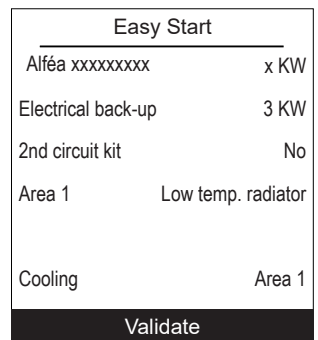 Easy Start
Alféa xxxxxxxxx x KW
Electrical back-up 3 KW
2nd circuit kit No
Area 1 Low temp. radiator
Cooling Area 1
Validate